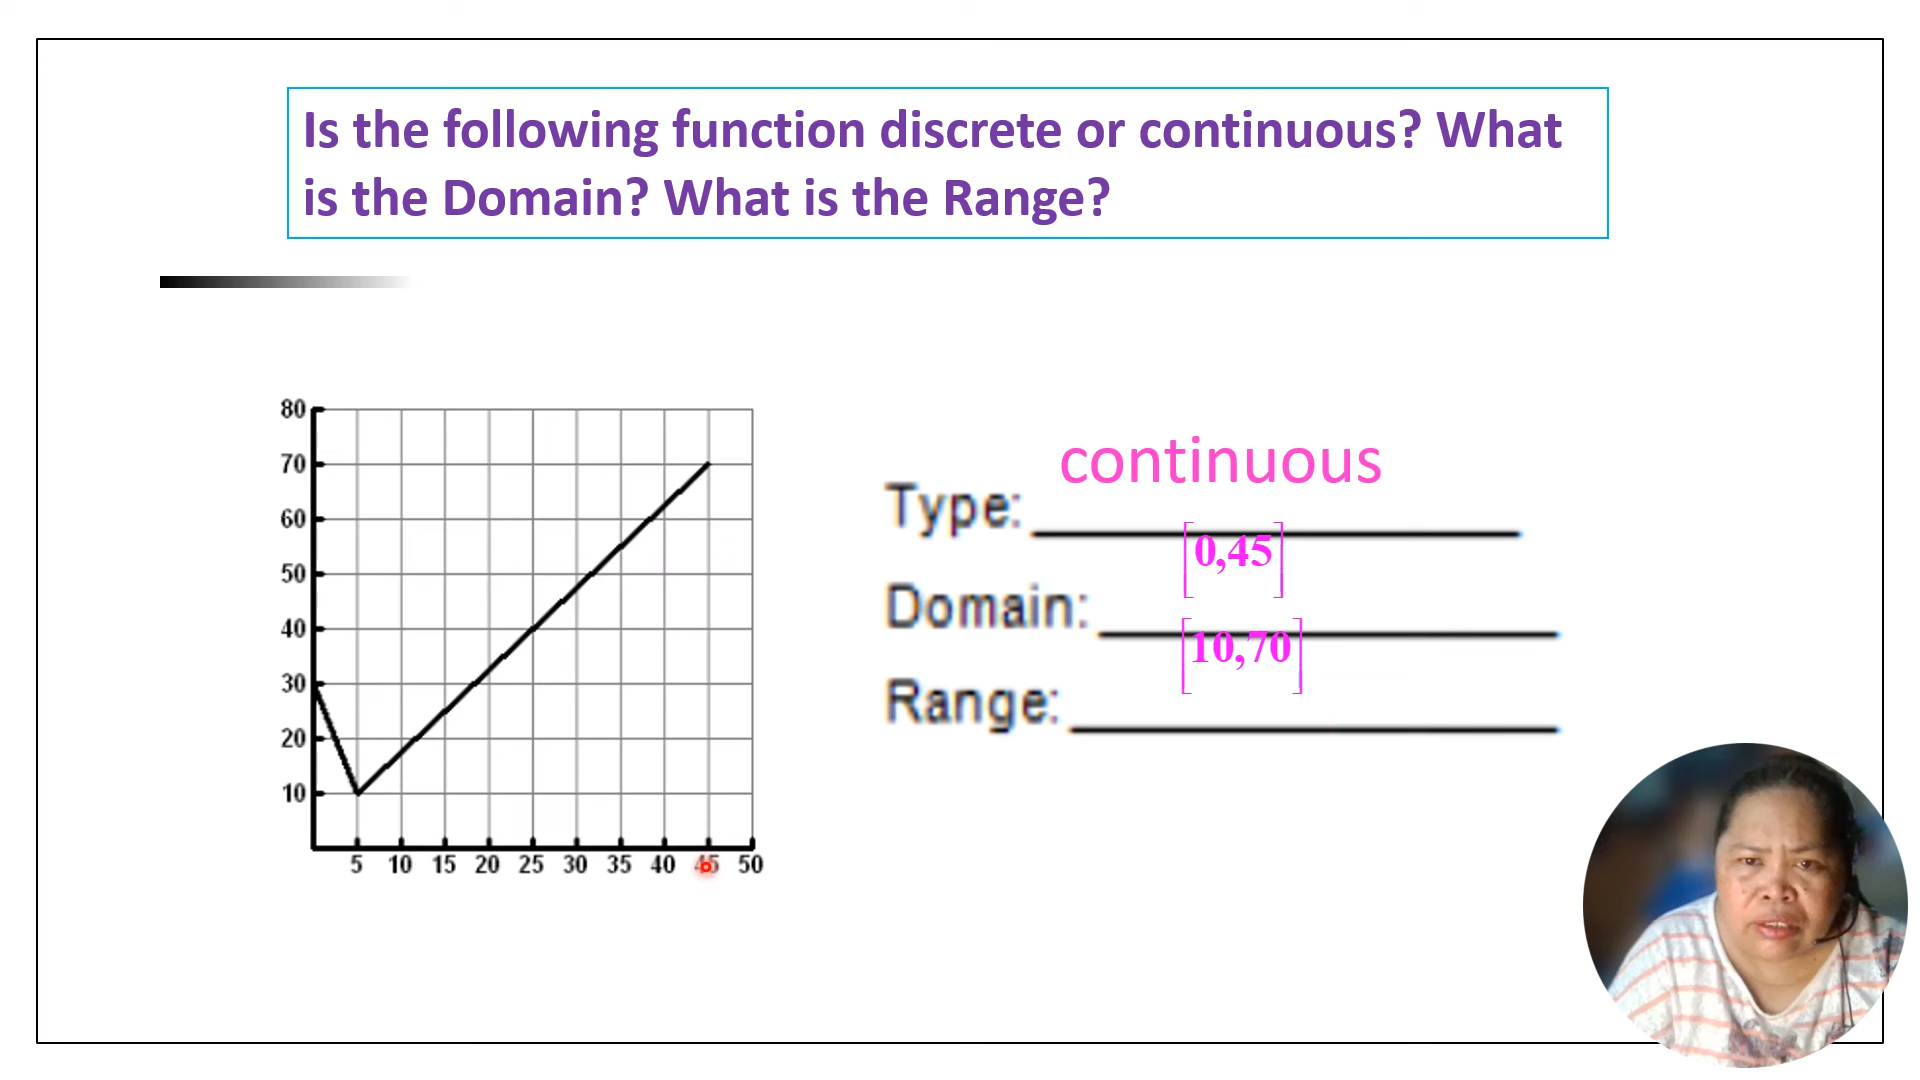 Is the following function discrete or continuous? What
is the Domain? What is the Range?
80
70
60
50
40
30
20
10
5 10 15 20 25 30 35 40 45 50
continuous
Type:
[0,45]
Domain:
[10,70]
Range: